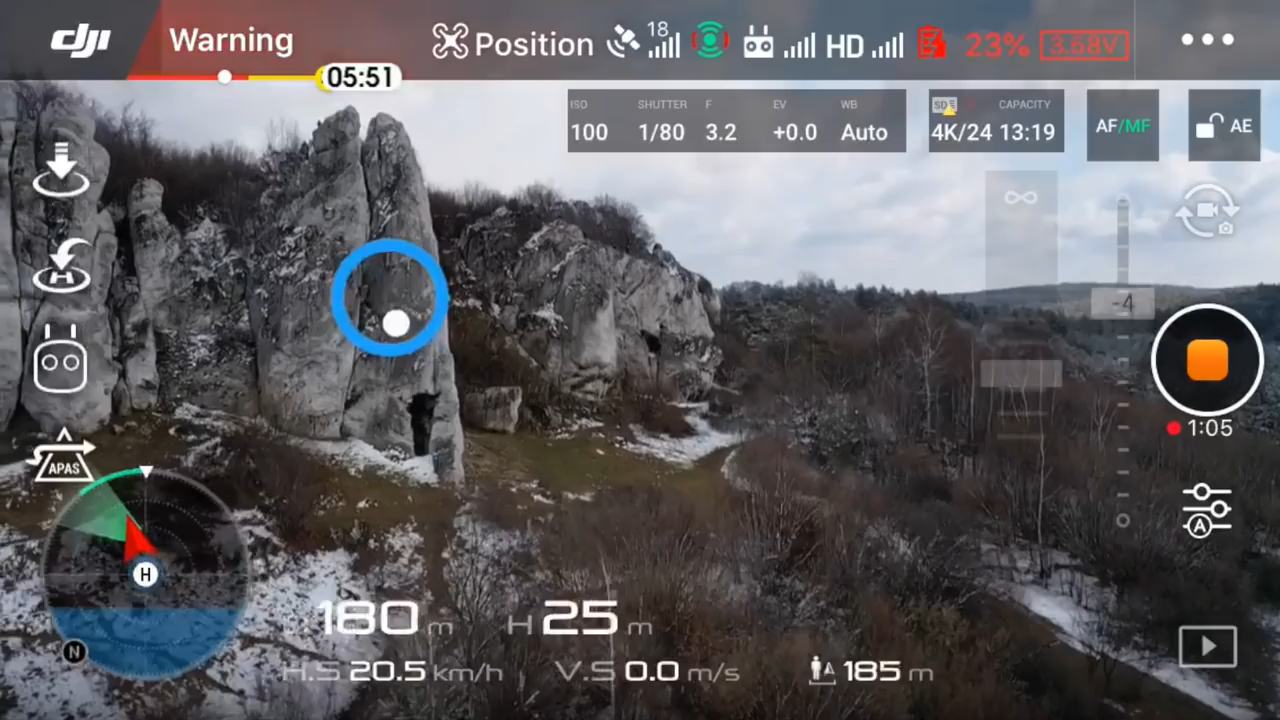 dji Warning Position 18 HD 23% 3.68V
05:51
ISO SHUTTER F EV WB CAPACITY
100 1/80 3.2 +0.0 Auto 4K/24 13:19
AF/MF
AE
∞
-4
H
APAS
1:05
A
H
180 m H 25 m
N
H.S 20.5 km/h V.S 0.0 m/s A 185 m